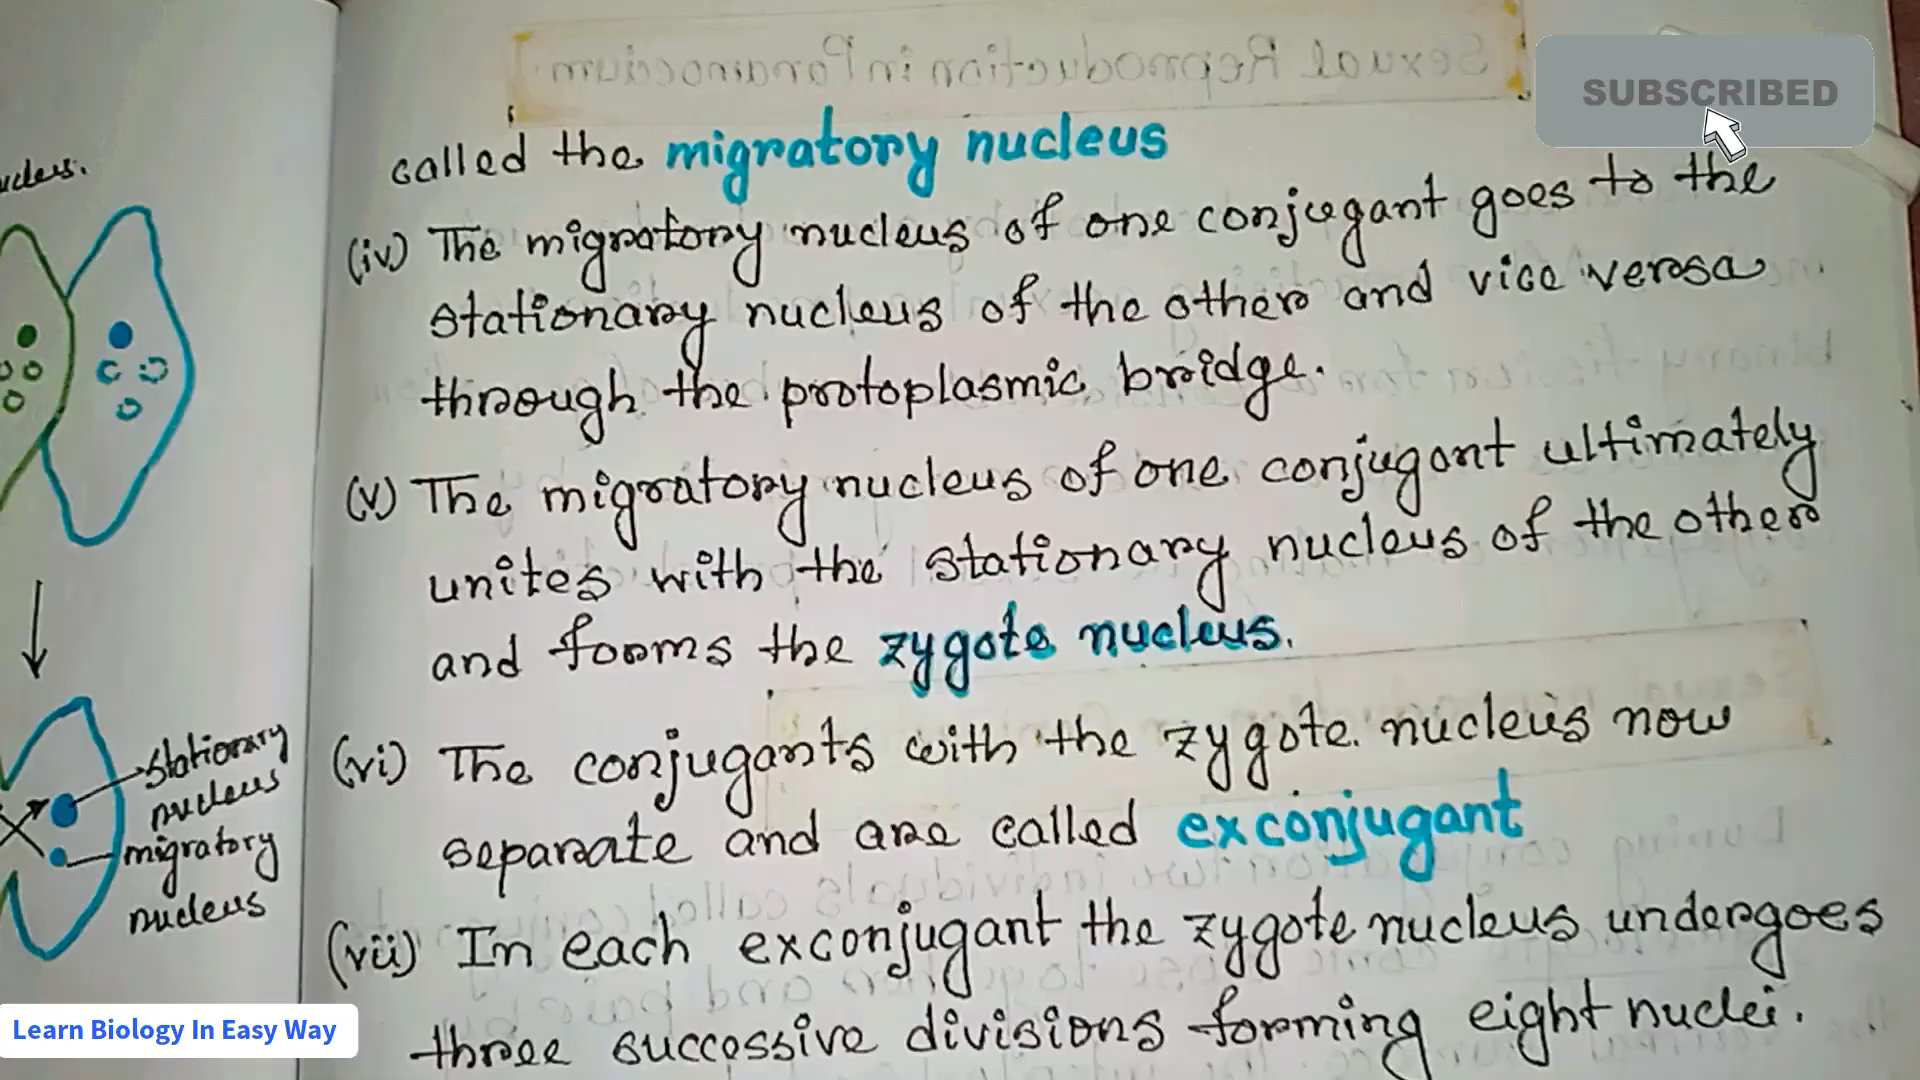 SUBSCRIBED
called the migratory nucleus
(iv) The migratory nucleus of one conjugant goes to the
stationary nucleus of the other and vice versa
through the protoplasmic bridge.
(v) The migratory nucleus of one conjugant ultimately
unites with the stationary nucleus of the other
and forms the zygote nucleus.
(vi) The conjugants with the zygote nucleus now
separate and are called exconjugant
(vii) In each exconjugant the zygote nucleus undergoes
three successive divisions forming eight nuclei.
stationary
nucleus
migratory
nucleus
Learn Biology In Easy Way